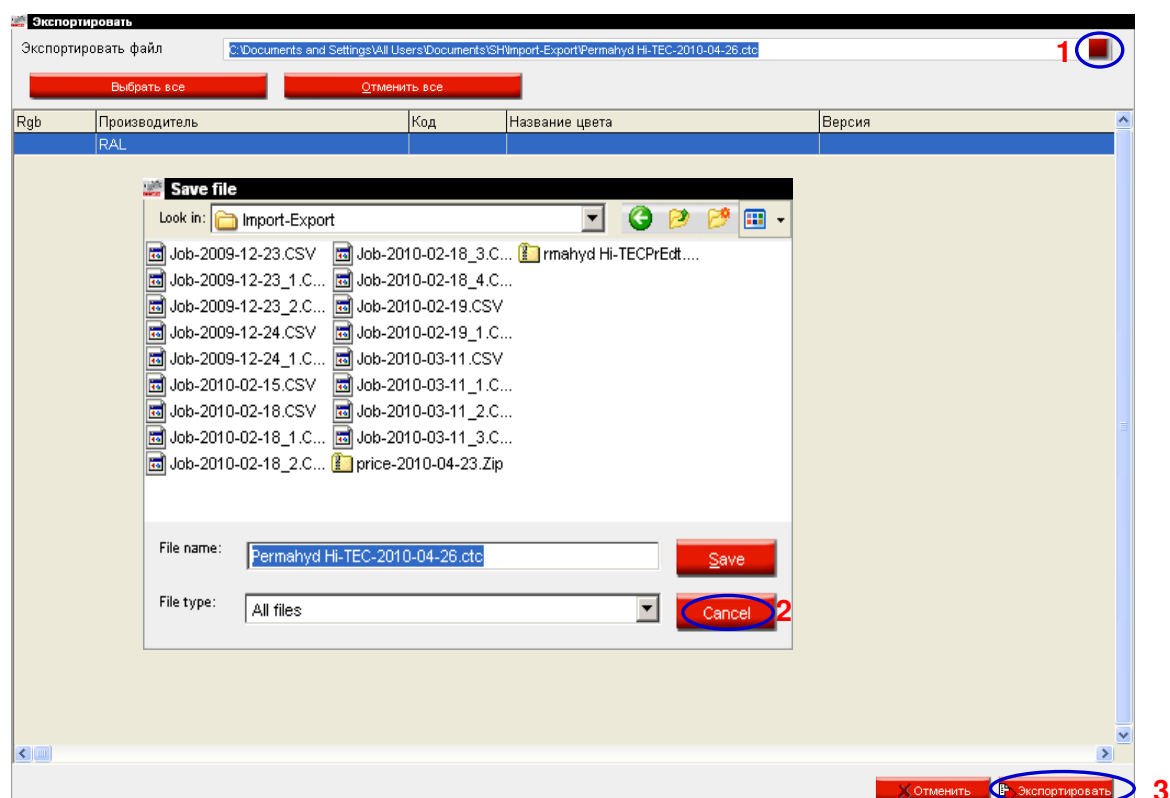 Экспортировать
Экспортировать файл C:\Documents and Settings\All Users\Documents\SH\Import-Export\Permahyd Hi-TEC-2010-04-26.ctc 1
Выбрать все Отменить все
Rgb Производитель Код Название цвета Версия
RAL
Save file
Look in: Import-Export
Job-2009-12-23.CSV Job-2010-02-18_3.C... rmahyd Hi-TECPrEdt....
Job-2009-12-23_1.C... Job-2010-02-18_4.C...
Job-2009-12-23_2.C... Job-2010-02-19.CSV
Job-2009-12-24.CSV Job-2010-02-19_1.C...
Job-2009-12-24_1.C... Job-2010-03-11.CSV
Job-2010-02-15.CSV Job-2010-03-11_1.C...
Job-2010-02-18.CSV Job-2010-03-11_2.C...
Job-2010-02-18_1.C... Job-2010-03-11_3.C...
Job-2010-02-18_2.C... price-2010-04-23.Zip
File name: Permahyd Hi-TEC-2010-04-26.ctc Save
File type: All files Cancel 2
Отменить Экспортировать 3